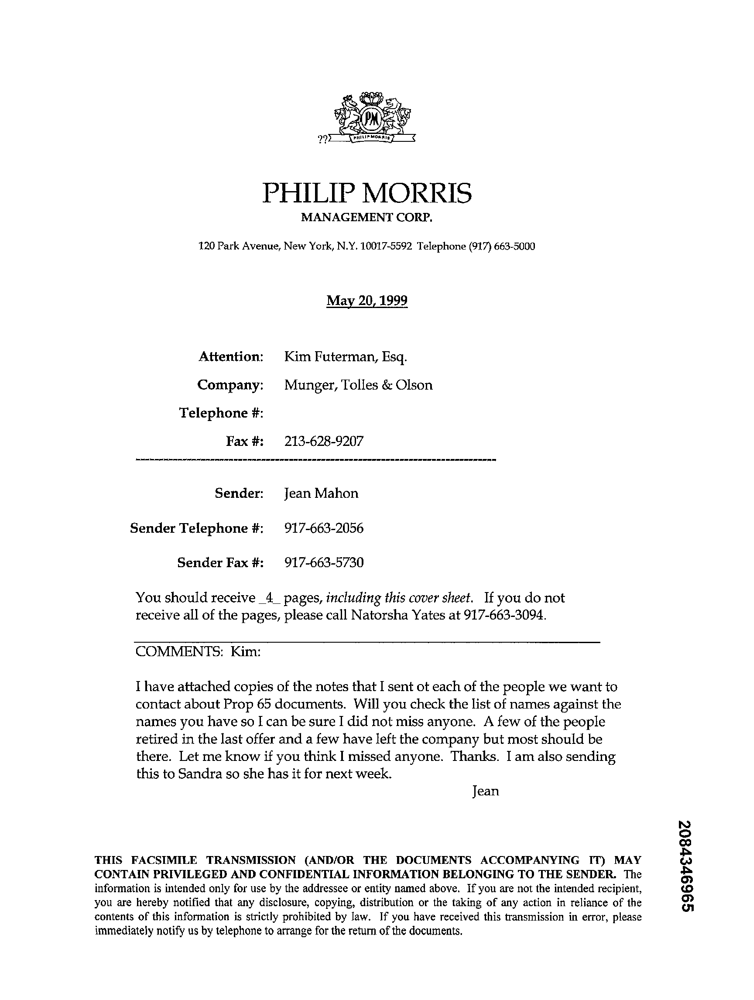 PM
??
PHILIP MORRIS
PHILIP MORRIS
MANAGEMENT CORP.
120 Park Avenue, New York, N.Y. 10017-5592 Telephone (917) 663-5000
May 20, 1999
Attention: Kim Futerman, Esq.
Company: Munger, Tolles & Olson
Telephone #:
Fax #: 213-628-9207
Sender: Jean Mahon
Sender Telephone #: 917-663-2056
Sender Fax #: 917-663-5730
You should receive _4_ pages, including this cover sheet. If you do not
receive all of the pages, please call Natorsha Yates at 917-663-3094.
COMMENTS: Kim:
I have attached copies of the notes that I sent ot each of the people we want to
contact about Prop 65 documents. Will you check the list of names against the
names you have so I can be sure I did not miss anyone. A few of the people
retired in the last offer and a few have left the company but most should be
there. Let me know if you think I missed anyone. Thanks. I am also sending
this to Sandra so she has it for next week.
Jean
THIS FACSIMILE TRANSMISSION (AND/OR THE DOCUMENTS ACCOMPANYING IT) MAY
CONTAIN PRIVILEGED AND CONFIDENTIAL INFORMATION BELONGING TO THE SENDER. The
information is intended only for use by the addressee or entity named above. If you are not the intended recipient,
you are hereby notified that any disclosure, copying, distribution or the taking of any action in reliance of the
contents of this information is strictly prohibited by law. If you have received this transmission in error, please
immediately notify us by telephone to arrange for the return of the documents.
2084346965